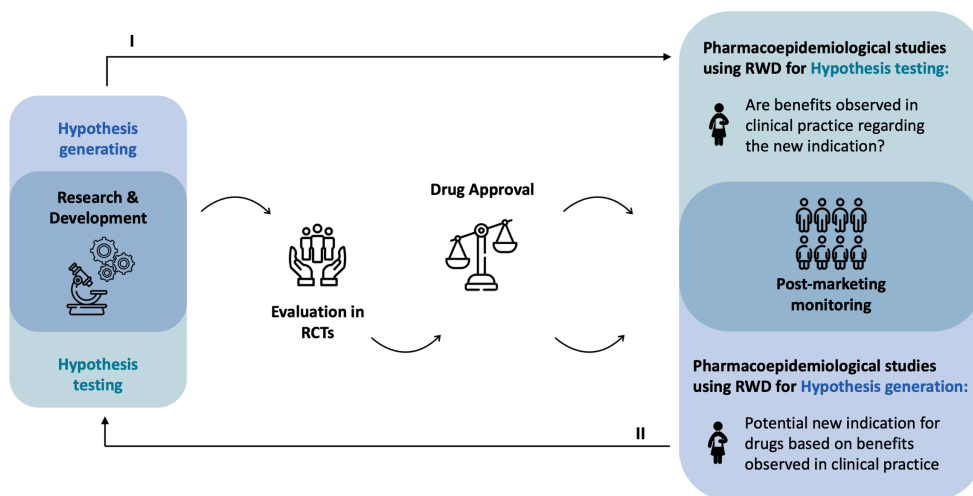 I
Hypothesis
generating
Research &
Development
Hypothesis
testing
Evaluation in
RCTs
Drug Approval
Pharmacoepidemiological studies
using RWD for Hypothesis testing:
Are benefits observed in
clinical practice regarding
the new indication?
Post-marketing
monitoring
Pharmacoepidemiological studies
using RWD for Hypothesis generation:
Potential new indication for
drugs based on benefits
observed in clinical practice
II